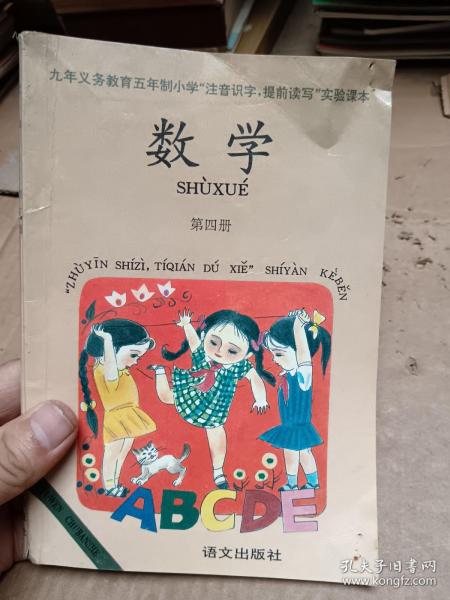 九年义务教育五年制小学“注音识字，提前读写”实验课本
数学
SHÙXUÉ
第四册
“ZHÙYĪN SHÍZÌ, TÍQIÁN DÚ XIĚ” SHÍYÀN KÈBĚN
ABCDE
语文出版社
孔夫子旧书网
www.kongfz.com